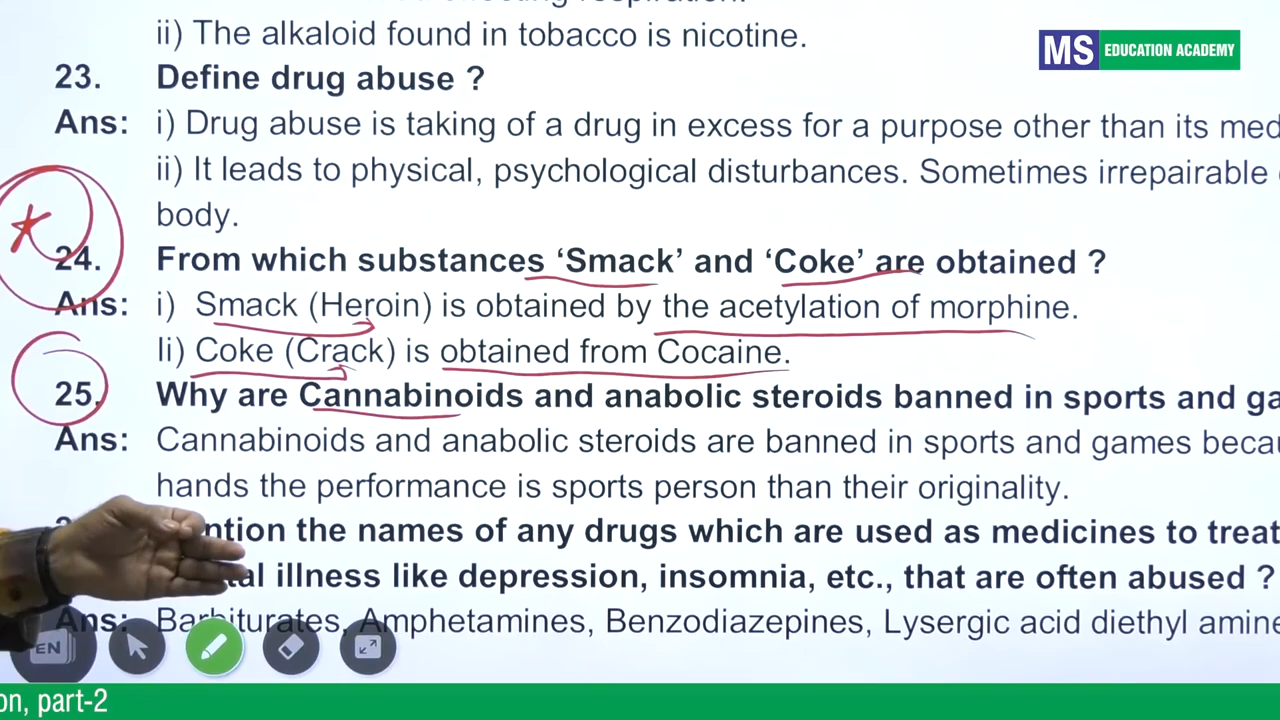 ii) The alkaloid found in tobacco is nicotine.
MS EDUCATION ACADEMY
23. Define drug abuse ?
Ans: i) Drug abuse is taking of a drug in excess for a purpose other than its med
ii) It leads to physical, psychological disturbances. Sometimes irrepairable
body.
24. From which substances ‘Smack’ and ‘Coke’ are obtained ?
Ans: i) Smack (Heroin) is obtained by the acetylation of morphine.
Ii) Coke (Crack) is obtained from Cocaine.
25. Why are Cannabinoids and anabolic steroids banned in sports and ga
Ans: Cannabinoids and anabolic steroids are banned in sports and games becau
hands the performance is sports person than their originality.
ntion the names of any drugs which are used as medicines to treat
al illness like depression, insomnia, etc., that are often abused ?
Ans: Barbiturates, Amphetamines, Benzodiazepines, Lysergic acid diethyl amine
EN
on, part-2